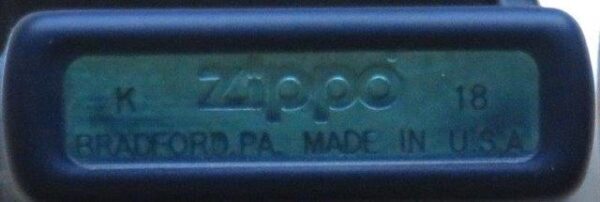 K zippo 18
BRADFORD, PA. MADE IN U.S.A